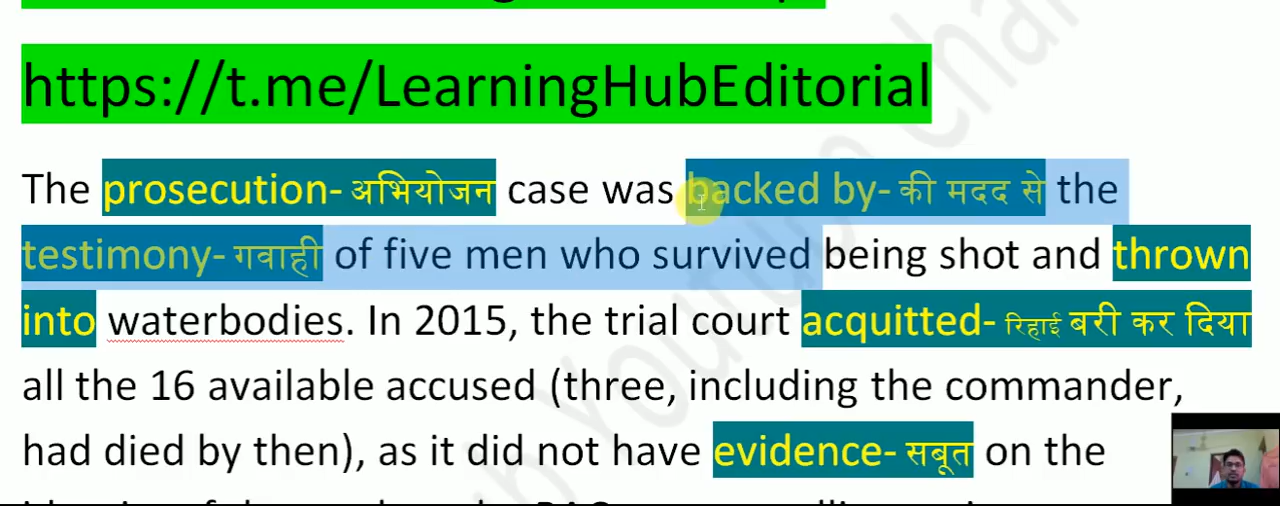 https://t.me/LearningHubEditorial
The prosecution- अभियोजन case was backed by- की मदद से the
testimony- गवाही of five men who survived being shot and thrown
into waterbodies. In 2015, the trial court acquitted- रिहाई बरी कर दिया
all the 16 available accused (three, including the commander,
had died by then), as it did not have evidence- सबूत on the